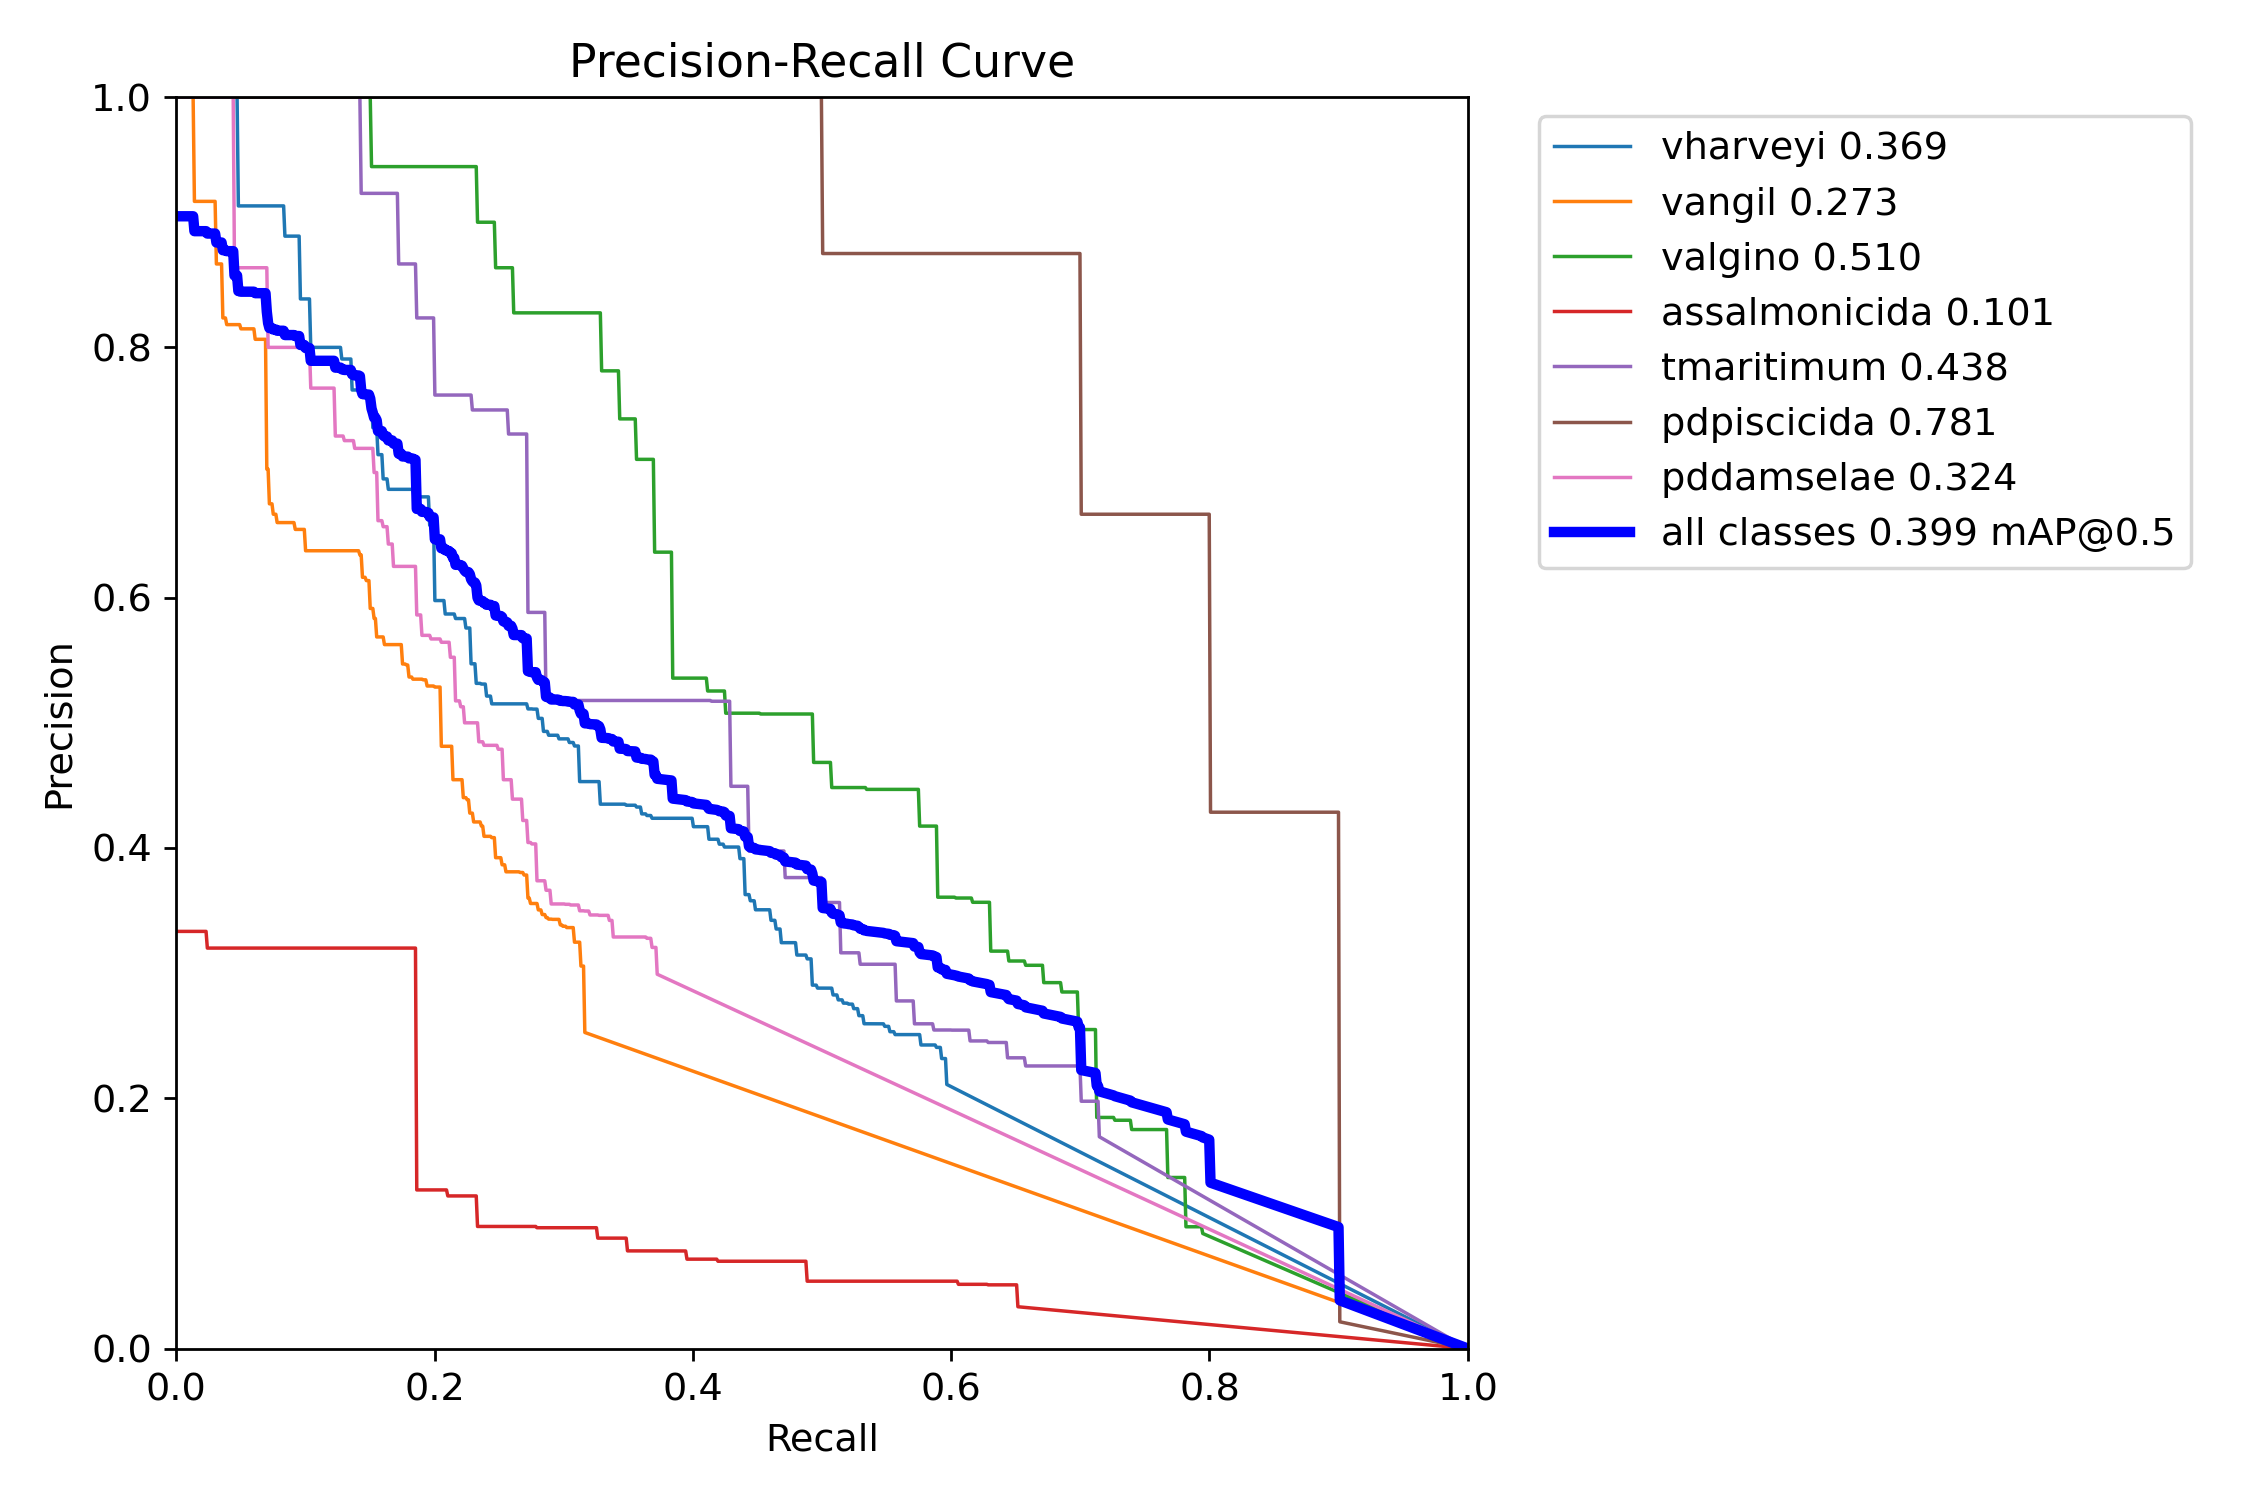 Precision-Recall Curve
1.0
0.8
0.6
0.4
0.2
0.0
Precision
0.0 0.2 0.4 0.6 0.8 1.0
Recall
vharveyi 0.369
vangil 0.273
valgino 0.510
assalmonicida 0.101
tmaritimum 0.438
pdpiscicida 0.781
pddamselae 0.324
all classes 0.399 mAP@0.5